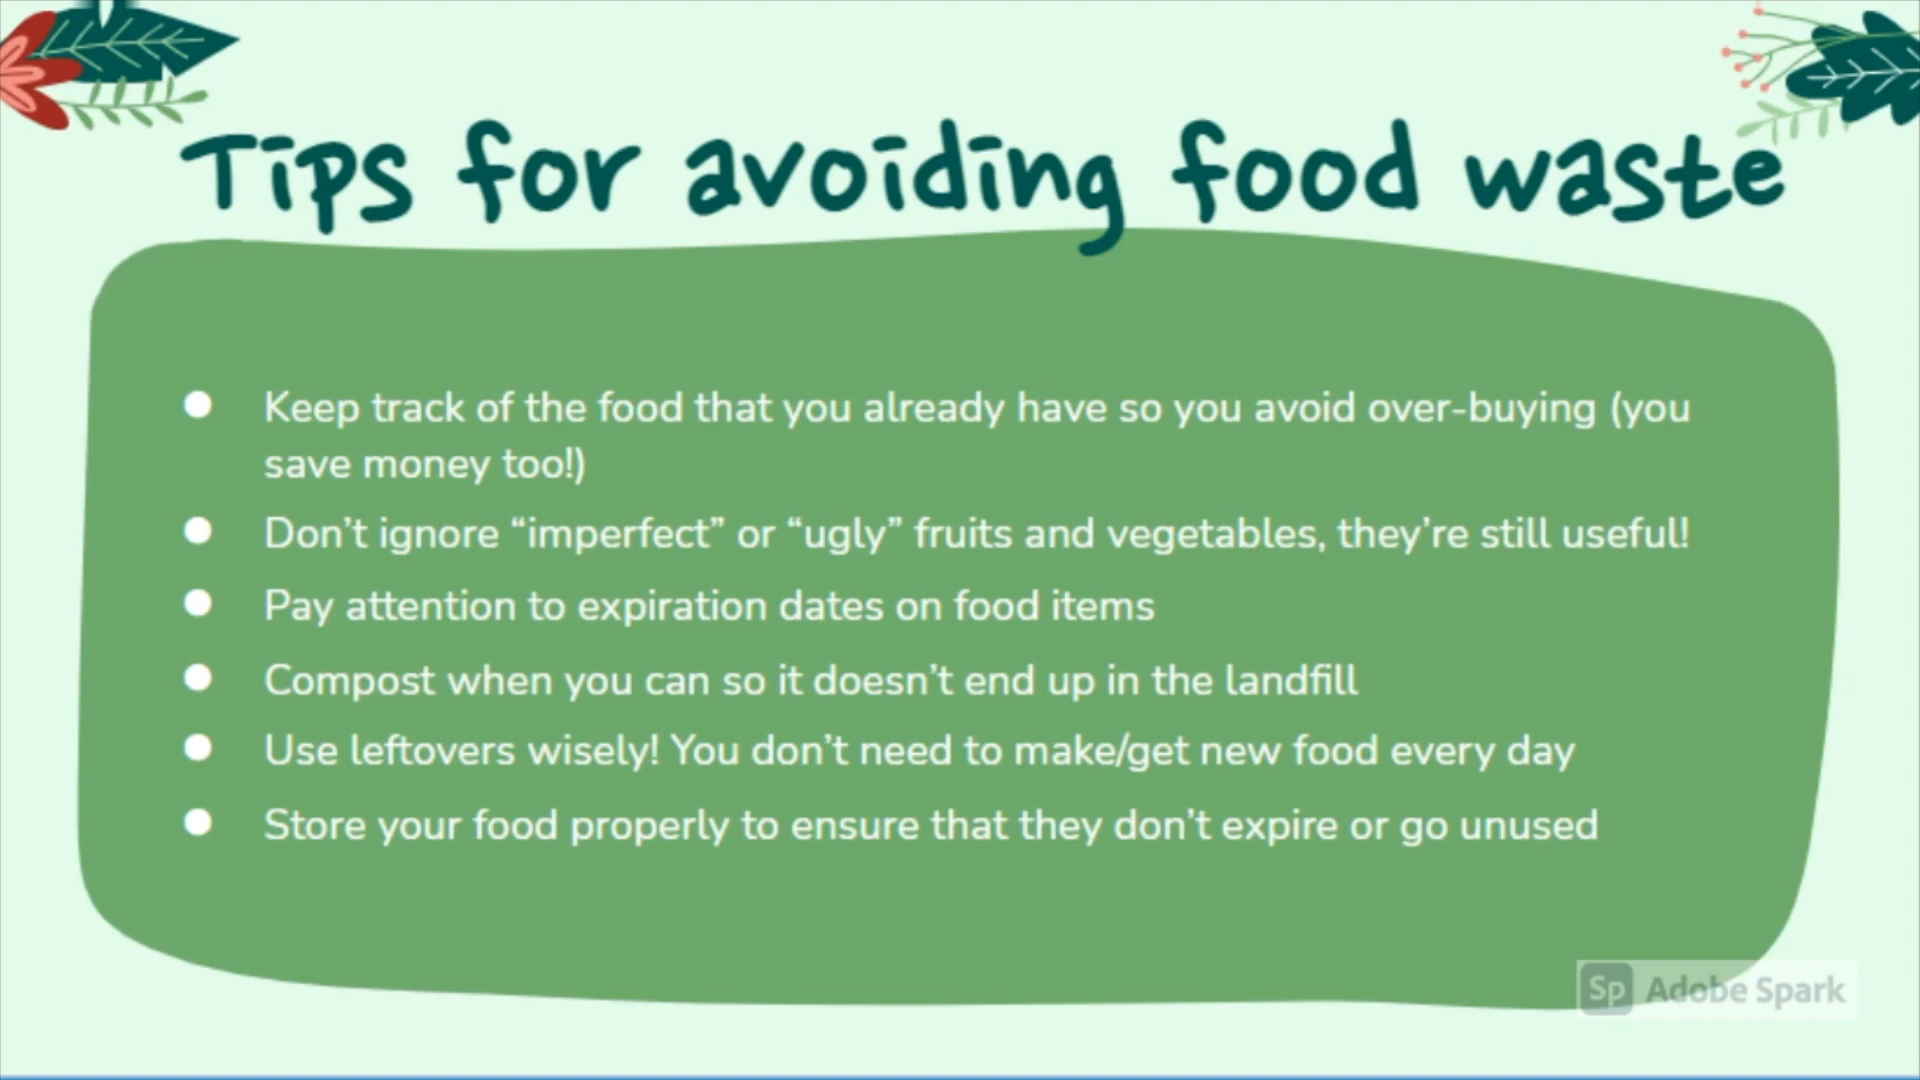 Tips for avoiding food waste
● Keep track of the food that you already have so you avoid over-buying (you
save money too!)
● Don’t ignore “imperfect” or “ugly” fruits and vegetables, they’re still useful!
● Pay attention to expiration dates on food items
● Compost when you can so it doesn’t end up in the landfill
● Use leftovers wisely! You don’t need to make/get new food every day
● Store your food properly to ensure that they don’t expire or go unused
Sp Adobe Spark